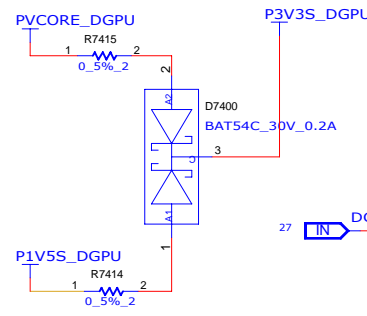 PVCORE_DGPU
P3V3S_DGPU
R7415
1 2
0_5%_2
2
A2
D7400
BAT54C_30V_0.2A
C 3
A1
1
27 IN
P1V5S_DGPU
R7414
1 2
0_5%_2